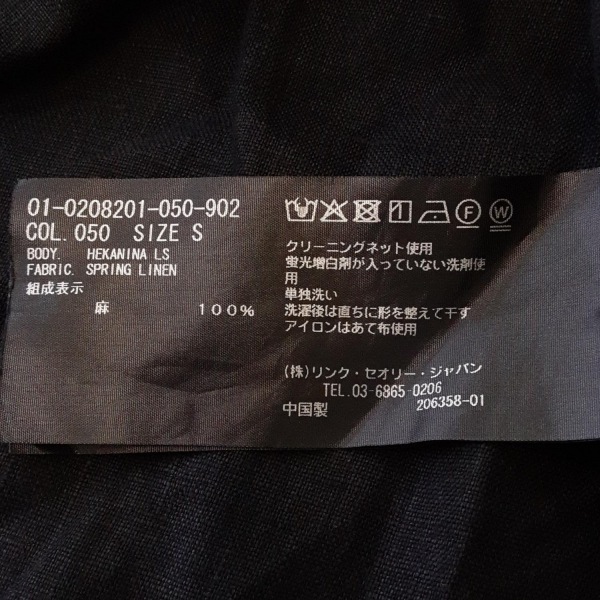 01-0208201-050-902
COL. 050 SIZE S
BODY. HEKANINA LS
FABRIC. SPRING LINEN
組成表示
麻 100%
F W
クリーニングネット使用
蛍光増白剤が入っていない洗剤使
用
単独洗い
洗濯後は直ちに形を整えて干す
アイロンはあて布使用
(株)リンク・セオリー・ジャパン
TEL. 03-6865-0206
中国製 206358-01